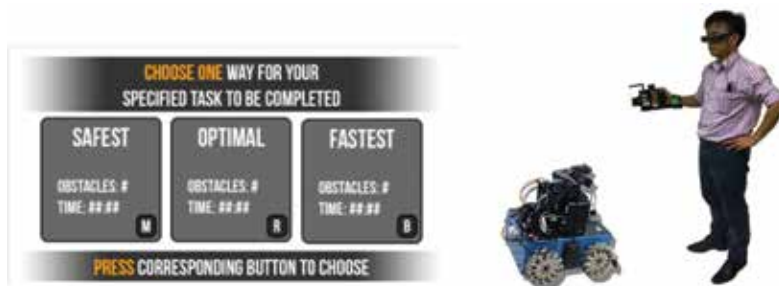 CHOOSE ONE WAY FOR YOUR
SPECIFIED TASK TO BE COMPLETED
SAFEST
OBSTACLES: #
TIME: ##:##
M
OPTIMAL
OBSTACLES: #
TIME: ##:##
R
FASTEST
OBSTACLES: #
TIME: ##:##
B
PRESS CORRESPONDING BUTTON TO CHOOSE